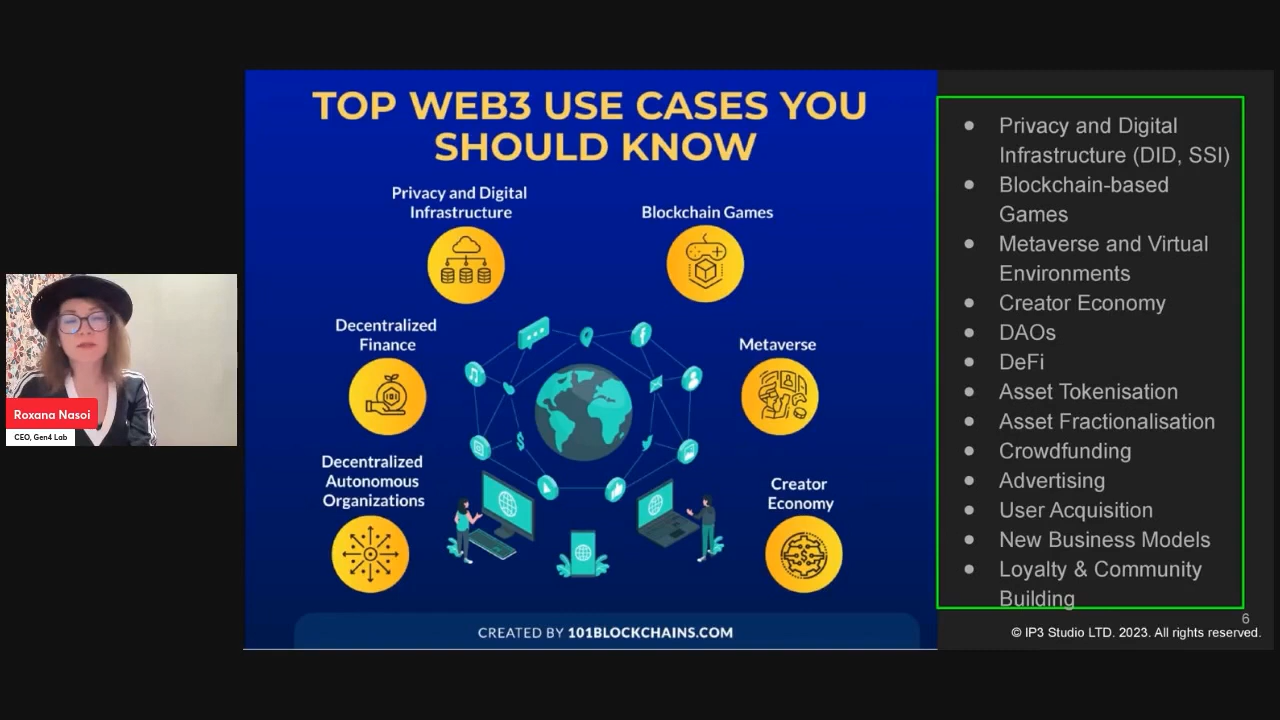 TOP WEB3 USE CASES YOU
SHOULD KNOW
Privacy and Digital
Infrastructure
Blockchain Games
Decentralized
Finance
Metaverse
Decentralized
Autonomous
Organizations
Creator
Economy
CREATED BY 101BLOCKCHAINS.COM
● Privacy and Digital
Infrastructure (DID, SSI)
● Blockchain-based
Games
● Metaverse and Virtual
Environments
● Creator Economy
● DAOs
● DeFi
● Asset Tokenisation
● Asset Fractionalisation
● Crowdfunding
● Advertising
● User Acquisition
● New Business Models
● Loyalty & Community
Building
6
© IP3 Studio LTD. 2023. All rights reserved.
Roxana Nasoi
CEO, Gen4 Lab